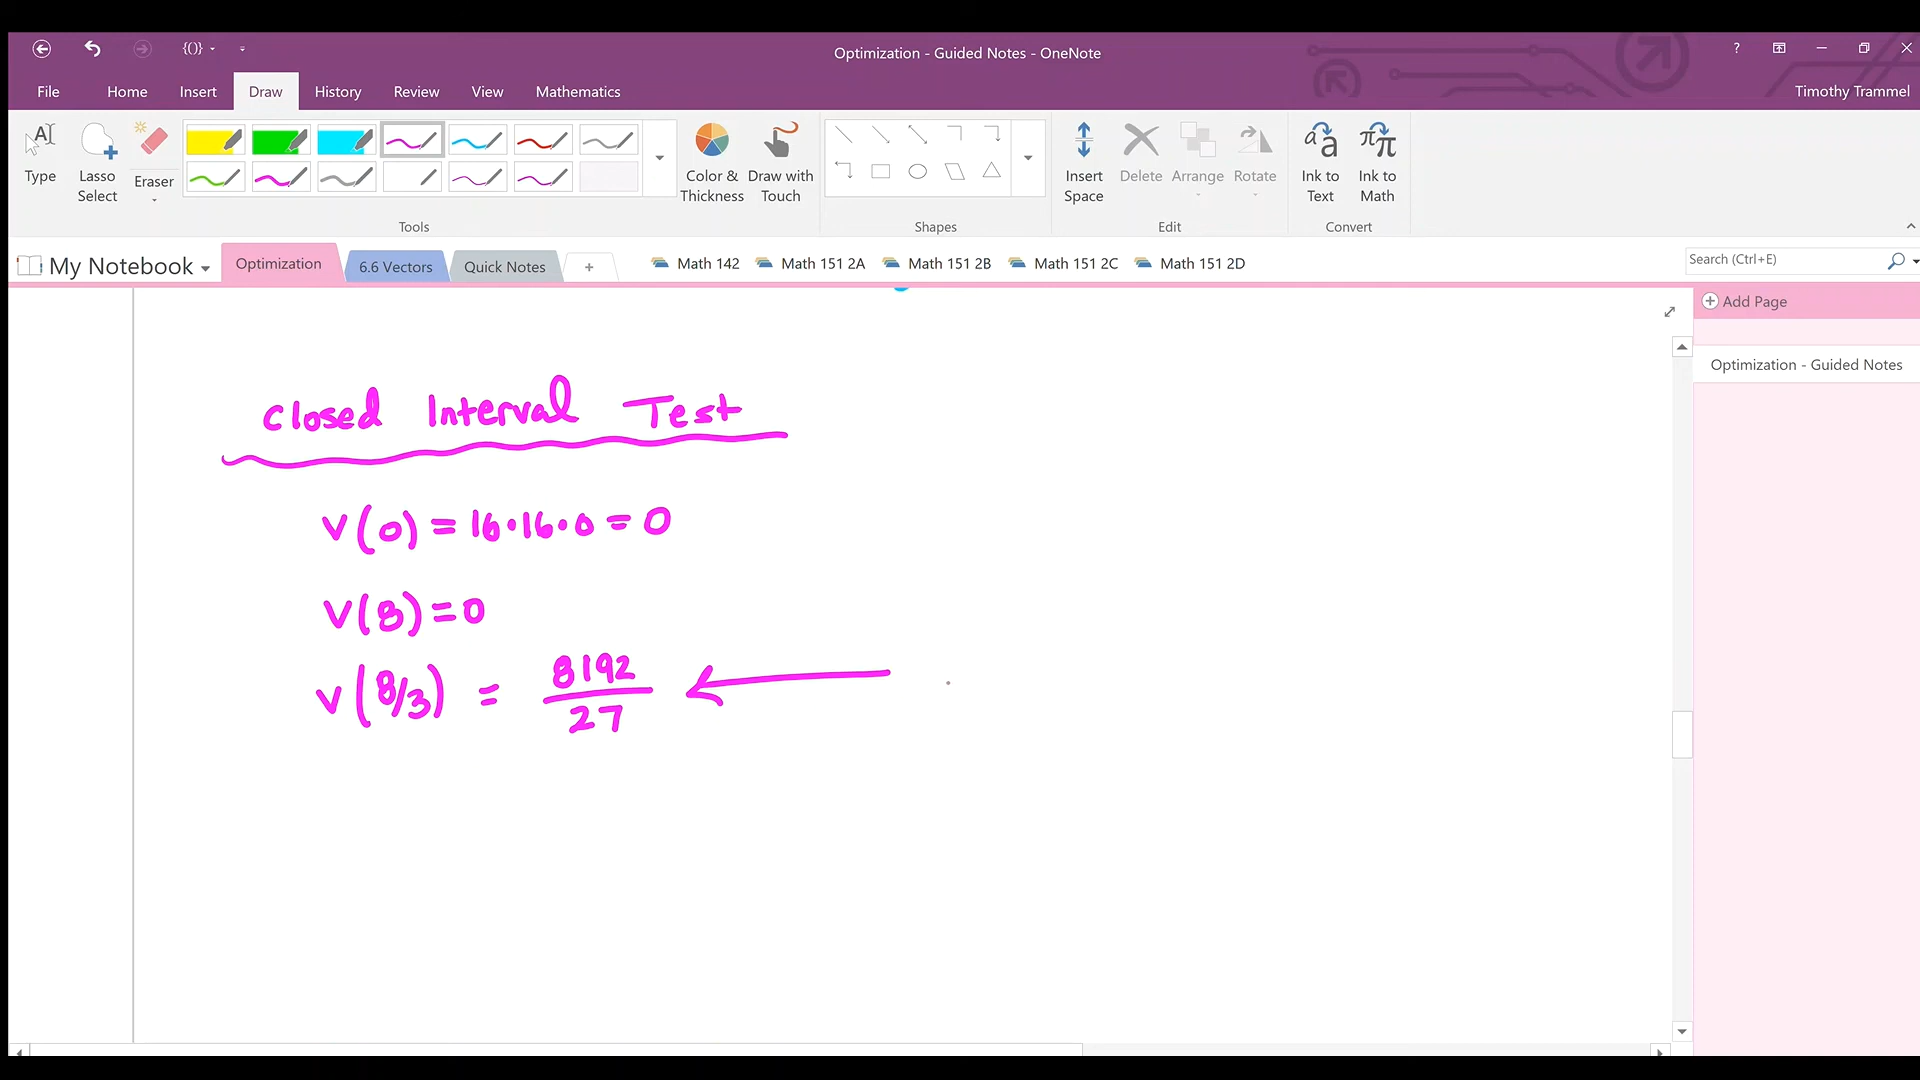 Optimization - Guided Notes - OneNote
File Home Insert Draw History Review View Mathematics Timothy Trammel
Type
Lasso Select
Eraser
Color & Thickness
Draw with Touch
Insert Space
Delete
Arrange
Rotate
Ink to Text
Ink to Math
Tools Shapes Edit Convert
My Notebook Optimization 6.6 Vectors Quick Notes Math 142 Math 151 2A Math 151 2B Math 151 2C Math 151 2D Search (Ctrl+E)
Add Page
Optimization - Guided Notes
Closed Interval Test
V(0) = 16·16·0 = 0
V(8) = 0
V(8/3) = 8192/27